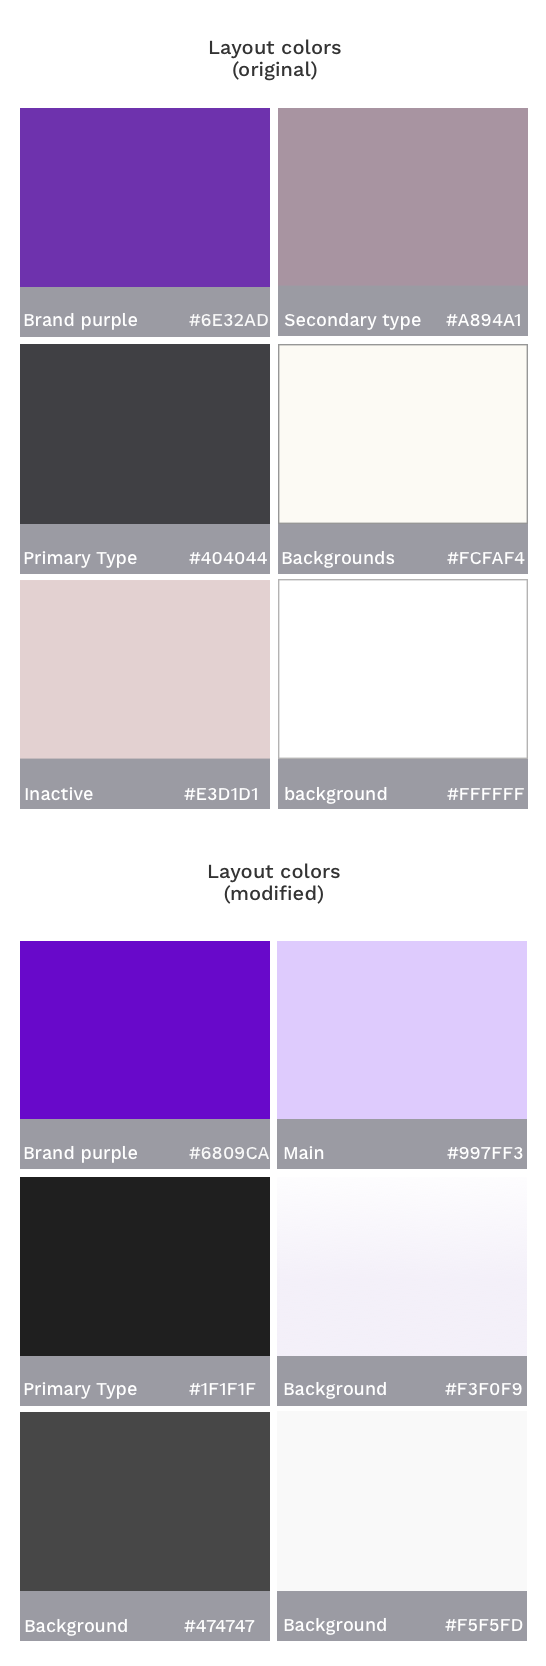 Layout colors
(original)
Brand purple #6E32AD
Secondary type #A894A1
Primary Type #404044
Backgrounds #FCFAF4
Inactive #E3D1D1
background #FFFFFF
Layout colors
(modified)
Brand purple #6809CA
Main #997FF3
Primary Type #1F1F1F
Background #F3F0F9
Background #474747
Background #F5F5FD